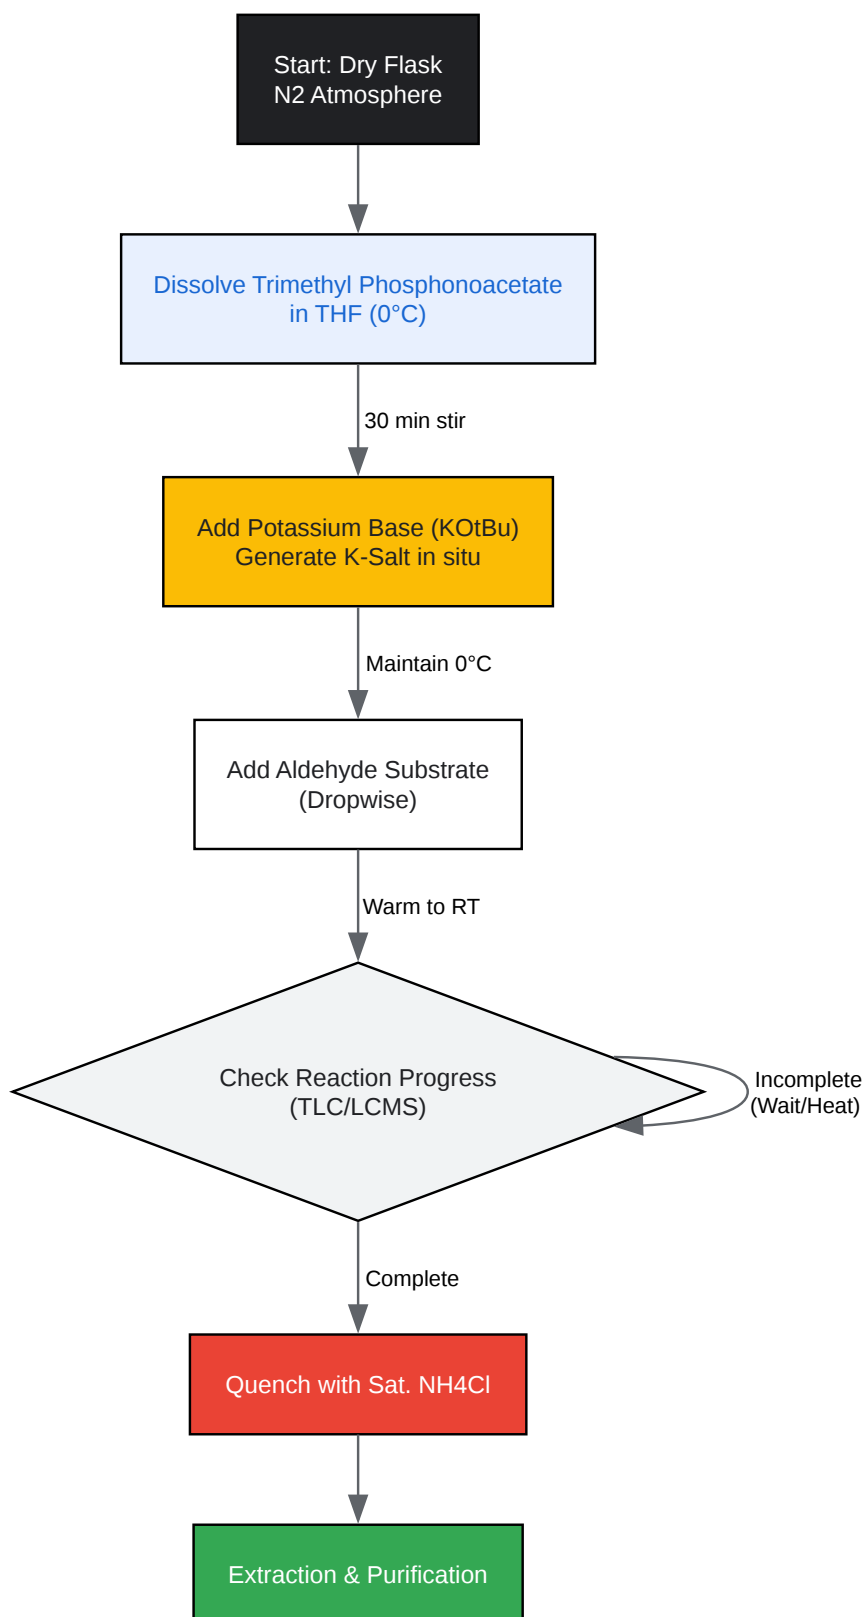 Start: Dry Flask
N2 Atmosphere
Dissolve Trimethyl Phosphonoacetate
in THF (0°C)
30 min stir
Add Potassium Base (KOtBu)
Generate K-Salt in situ
Maintain 0°C
Add Aldehyde Substrate
(Dropwise)
Warm to RT
Check Reaction Progress
(TLC/LCMS)
Incomplete
(Wait/Heat)
Complete
Quench with Sat. NH4Cl
Extraction & Purification